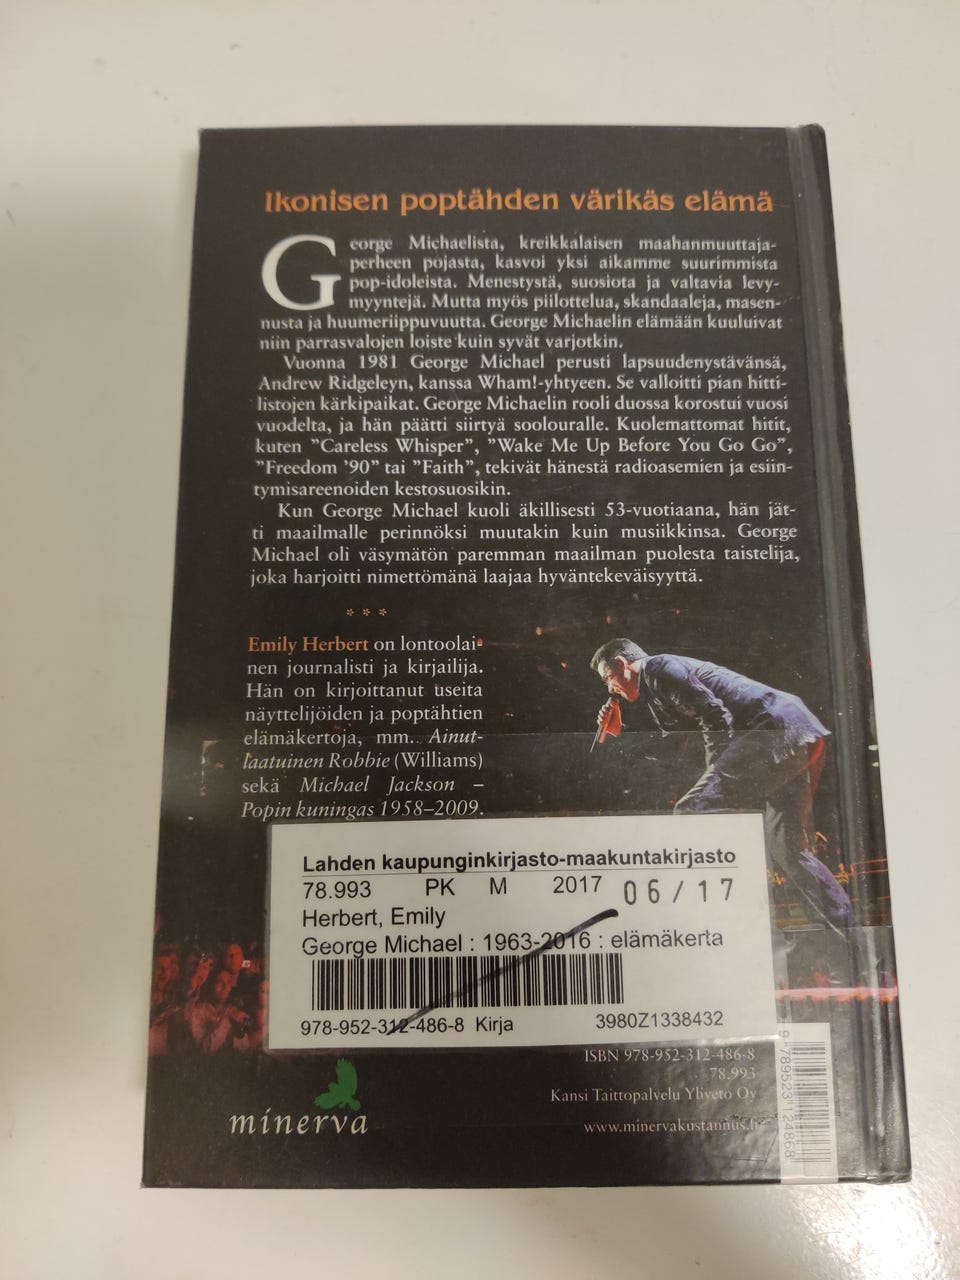 Ikonisen poptähden värikäs elämä
George Michaelista, kreikkalaisen maahanmuuttaja-
perheen pojasta, kasvoi yksi aikamme suurimmista
pop-idoleista. Menestystä, suosiota ja valtavia levy-
myyntejä. Mutta myös piilottelua, skandaaleja, masen-
nusta ja huumeriippuvuutta. George Michaelin elämään kuuluivat
niin parrasvalojen loiste kuin syvät varjotkin.
Vuonna 1981 George Michael perusti lapsuudenystävänsä,
Andrew Ridgeleyn, kanssa Wham!-yhtyeen. Se valloitti pian hitti-
listojen kärkipaikat. George Michaelin rooli duossa korostui vuosi
vuodelta, ja hän päätti siirtyä soolouralle. Kuolemattomat hitit,
kuten ”Careless Whisper”, ”Wake Me Up Before You Go Go”,
”Freedom ’90” tai ”Faith”, tekivät hänestä radioasemien ja esiin-
tymisareenoiden kestosuosikin.
Kun George Michael kuoli äkillisesti 53-vuotiaana, hän jät-
ti maailmalle perinnöksi muutakin kuin musiikkinsa. George
Michael oli väsymätön paremman maailman puolesta taistelija,
joka harjoitti nimettömänä laajaa hyväntekeväisyyttä.
* * *
Emily Herbert on lontoolai-
nen journalisti ja kirjailija.
Hän on kirjoittanut useita
näyttelijöiden ja poptähtien
elämäkertoja, mm. Ainut-
laatuinen Robbie (Williams)
sekä Michael Jackson –
Popin kuningas 1958–2009.
Lahden kaupunginkirjasto-maakuntakirjasto
78.993 PK M 2017 06/17
Herbert, Emily
George Michael : 1963-2016 : elämäkerta
978-952-312-486-8 Kirja 3980Z1338432
ISBN 978-952-312-486-8
78.993
Kansi Taittopalvelu Yliveto Oy
www.minervakustannus.fi
minerva
9 789523 124868